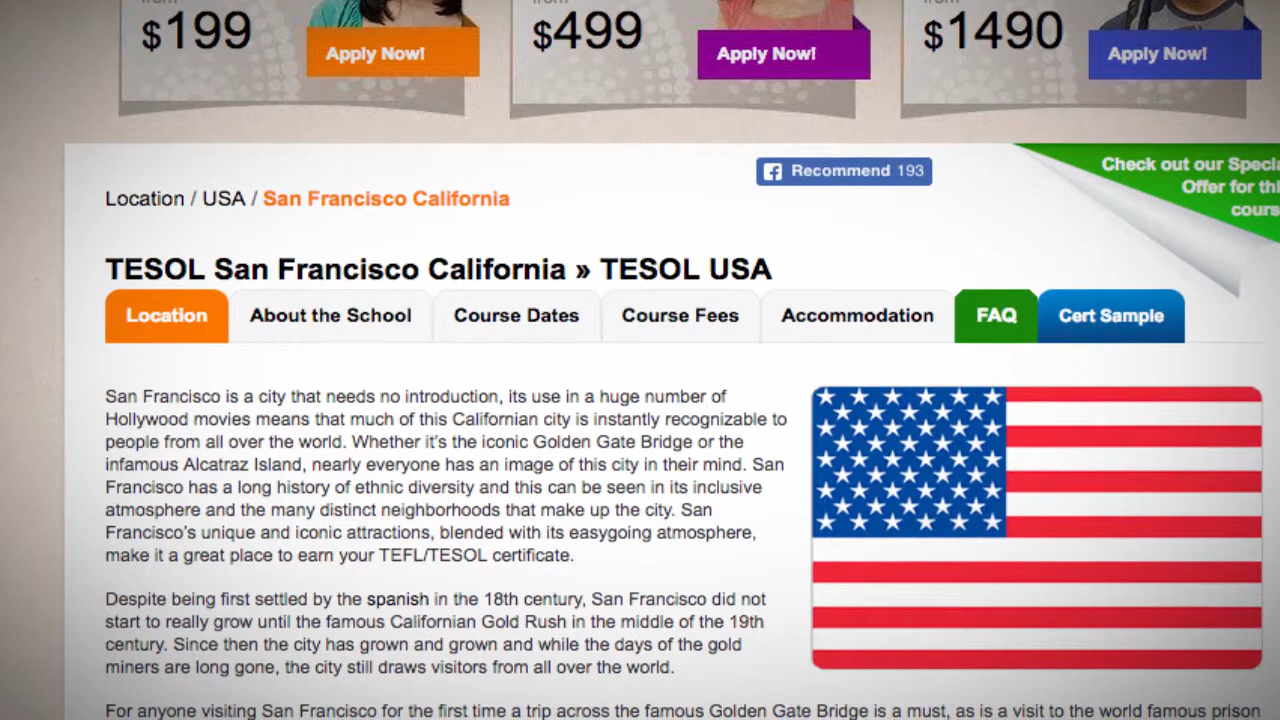 $199
Apply Now!
$499
Apply Now!
$1490
Apply Now!
Recommend 193
Check out our
Location / USA / San Francisco California
TESOL San Francisco California » TESOL USA
Location
About the School
Course Dates
Course Fees
Accommodation
FAQ
Cert Sample
San Francisco is a city that needs no introduction, its use in a huge number of
Hollywood movies means that much of this Californian city is instantly recognizable to
people from all over the world. Whether it's the iconic Golden Gate Bridge or the
infamous Alcatraz Island, nearly everyone has an image of this city in their mind. San
Francisco has a long history of ethnic diversity and this can be seen in its inclusive
atmosphere and the many distinct neighborhoods that make up the city. San
Francisco's unique and iconic attractions, blended with its easygoing atmosphere,
make it a great place to earn your TEFL/TESOL certificate.
Despite being first settled by the spanish in the 18th century, San Francisco did not
start to really grow until the famous Californian Gold Rush in the middle of the 19th
century. Since then the city has grown and grown and while the days of the gold
miners are long gone, the city still draws visitors from all over the world.
For anyone visiting San Francisco for the first time a trip across the famous Golden Gate Bridge is a must, as is a visit to the world famous prison